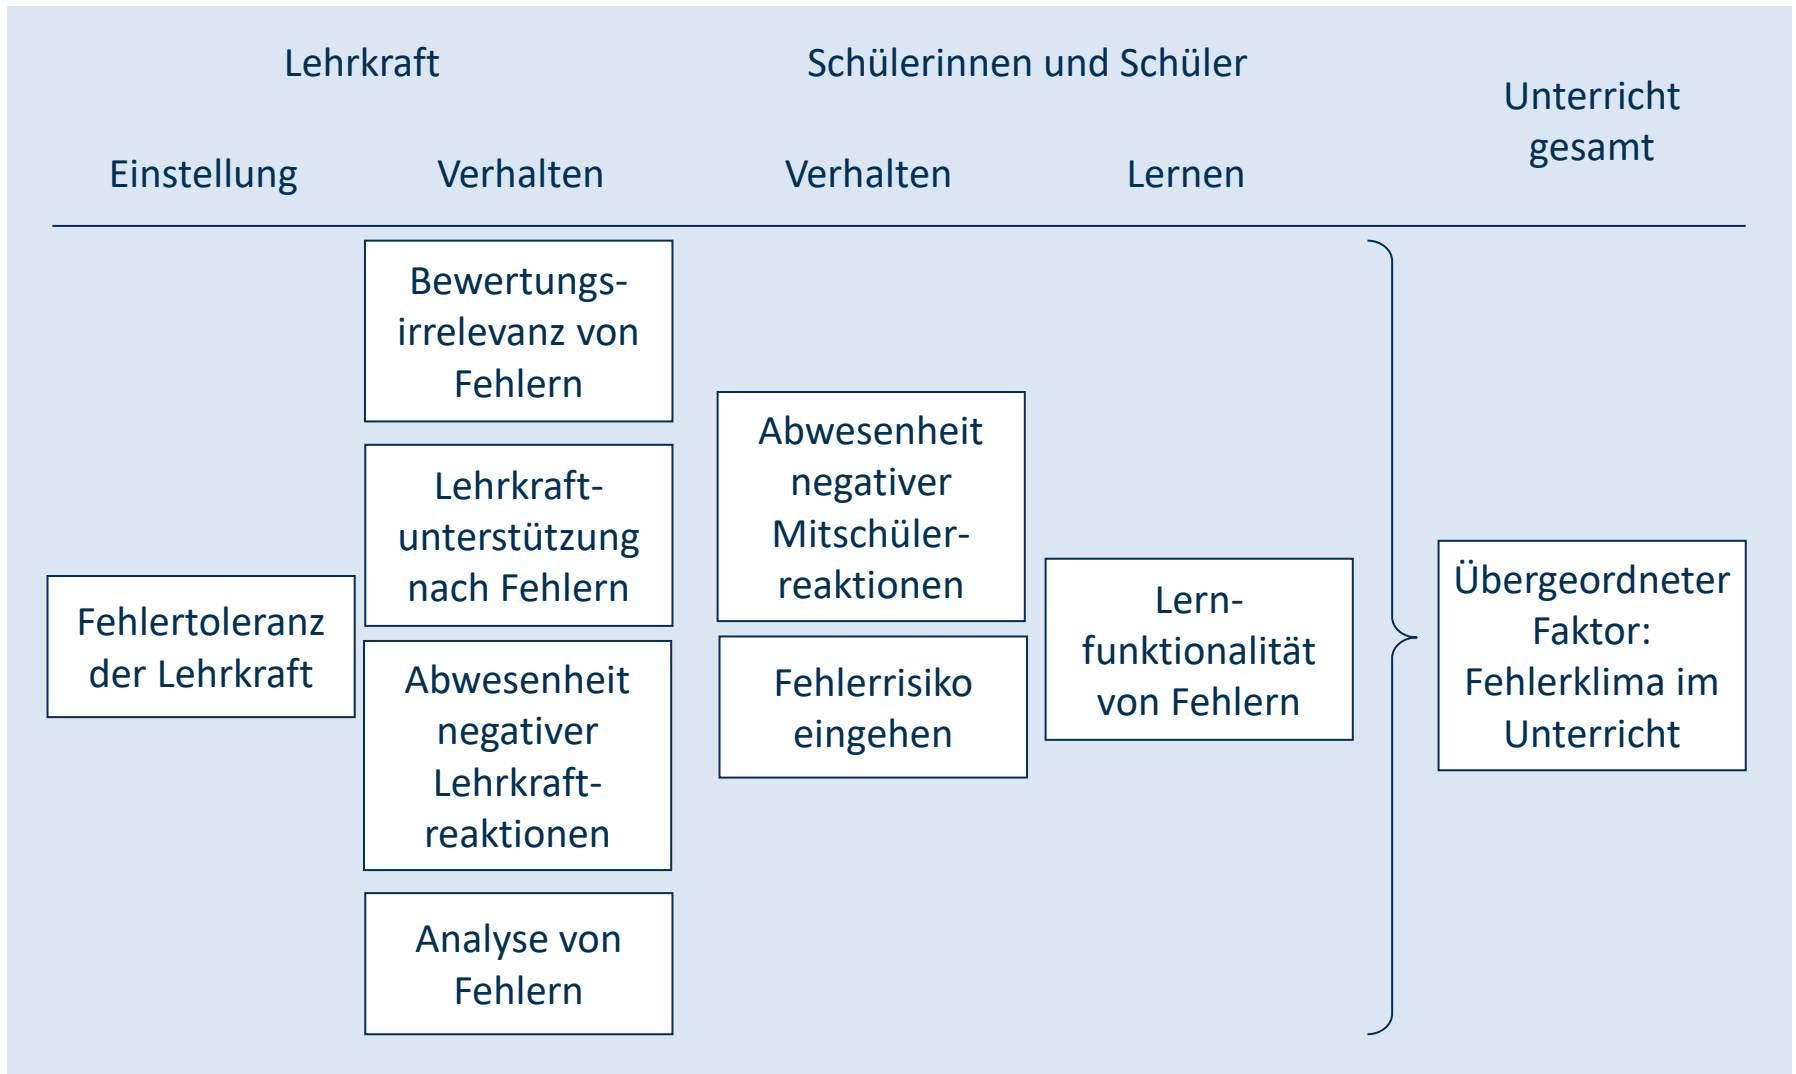 Lehrkraft
Schülerinnen und Schüler
Unterricht
gesamt
Einstellung
Verhalten
Verhalten
Lernen
Fehlertoleranz
der Lehrkraft
Bewertungs-
irrelevanz von
Fehlern
Lehrkraft-
unterstützung
nach Fehlern
Abwesenheit
negativer
Lehrkraft-
reaktionen
Analyse von
Fehlern
Abwesenheit
negativer
Mitschüler-
reaktionen
Fehlerrisiko
eingehen
Lern-
funktionalität
von Fehlern
Übergeordneter
Faktor:
Fehlerklima im
Unterricht